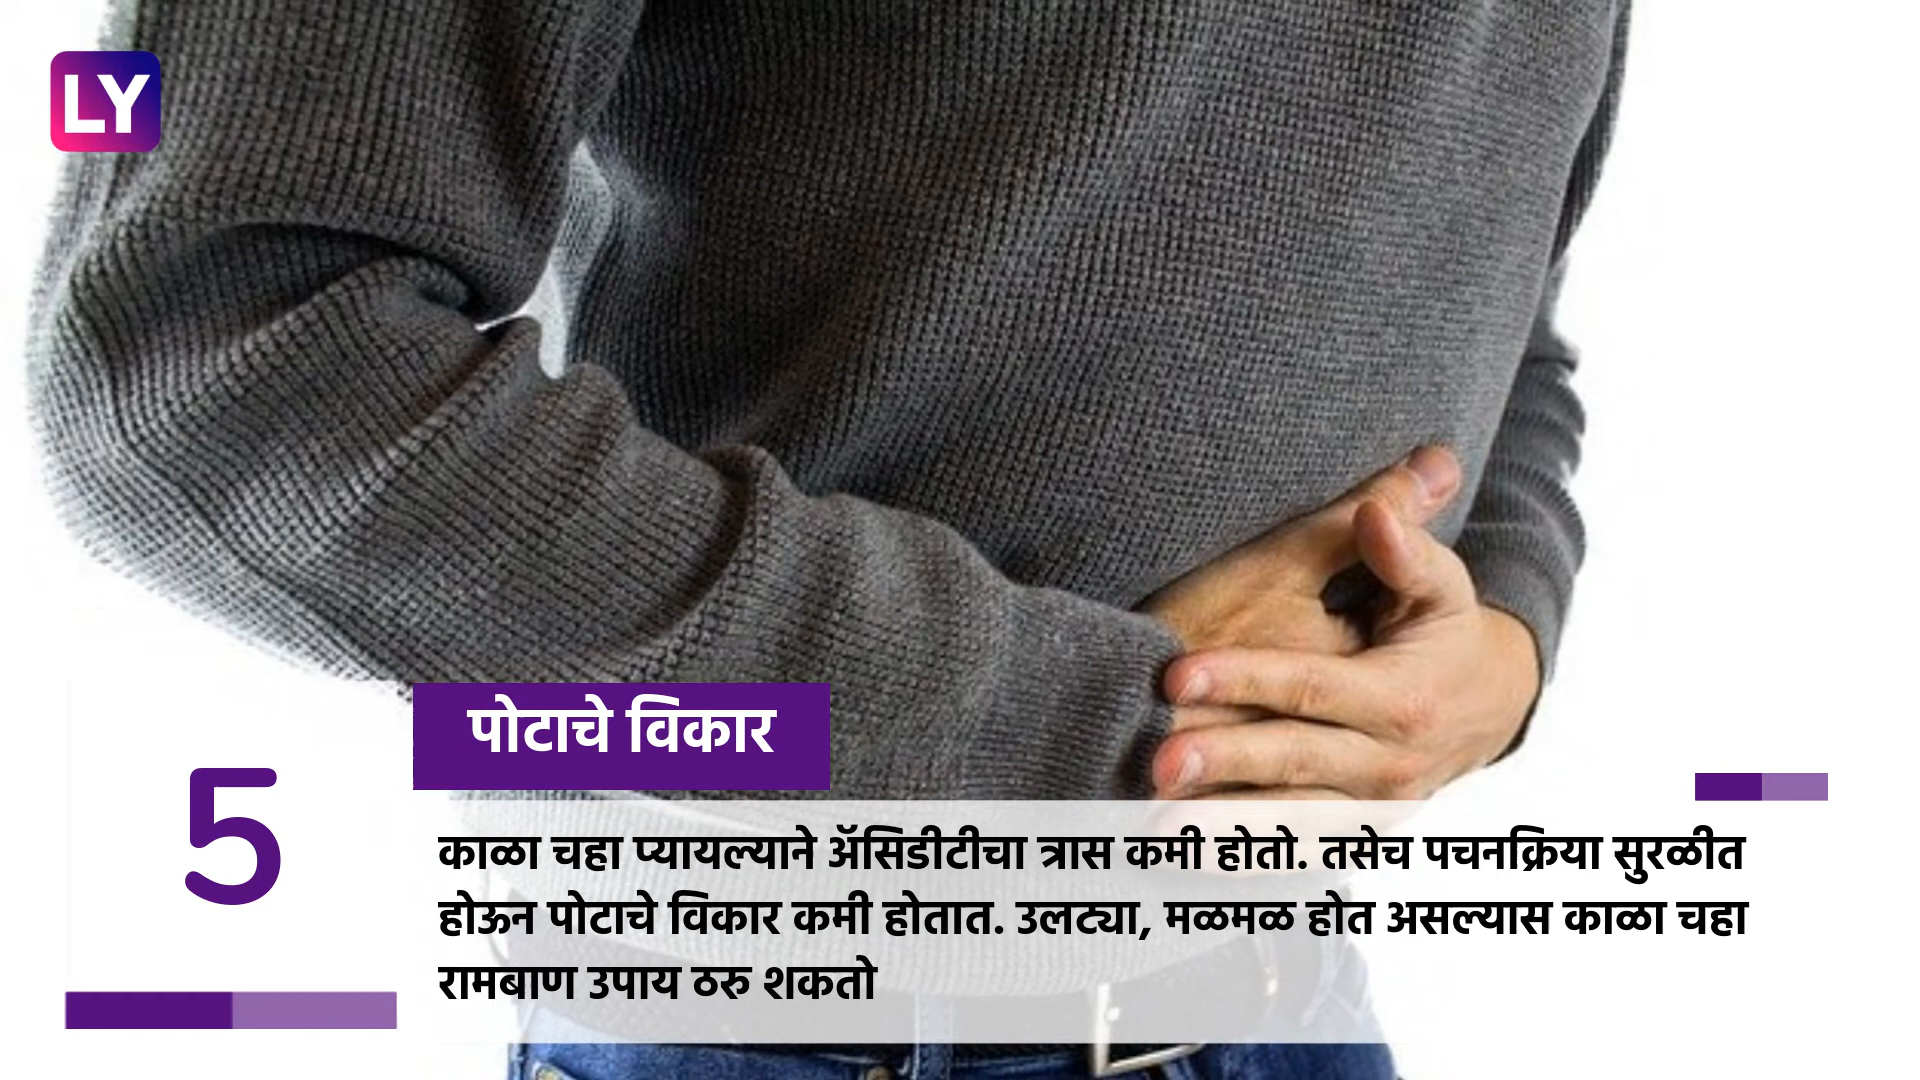 LY
पोटाचे विकार
5
काळा चहा प्यायल्याने ॲसिडीटीचा त्रास कमी होतो. तसेच पचनक्रिया सुरळीत
होऊन पोटाचे विकार कमी होतात. उलट्या, मळमळ होत असल्यास काळा चहा
रामबाण उपाय ठरु शकतो